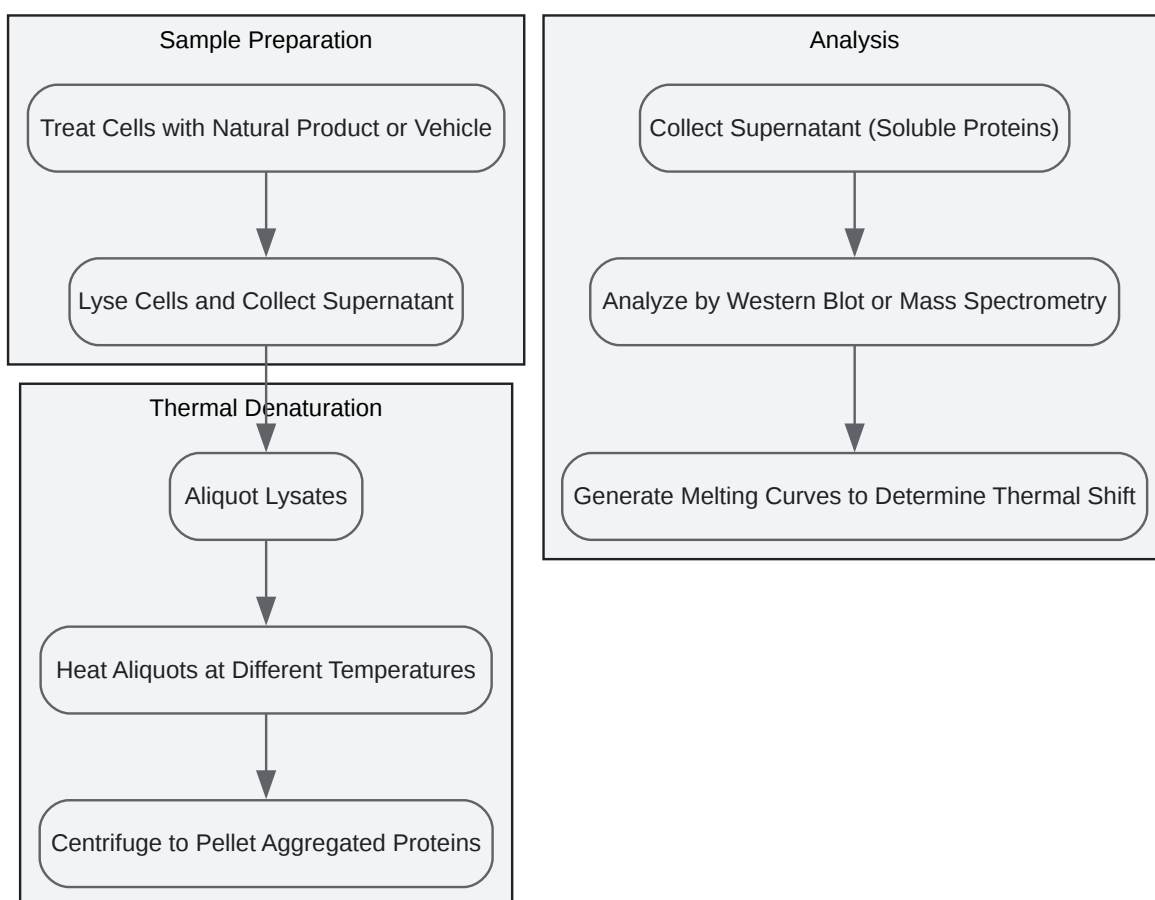 Sample Preparation
Treat Cells with Natural Product or Vehicle
Lyse Cells and Collect Supernatant
Thermal Denaturation
Aliquot Lysates
Heat Aliquots at Different Temperatures
Centrifuge to Pellet Aggregated Proteins
Analysis
Collect Supernatant (Soluble Proteins)
Analyze by Western Blot or Mass Spectrometry
Generate Melting Curves to Determine Thermal Shift